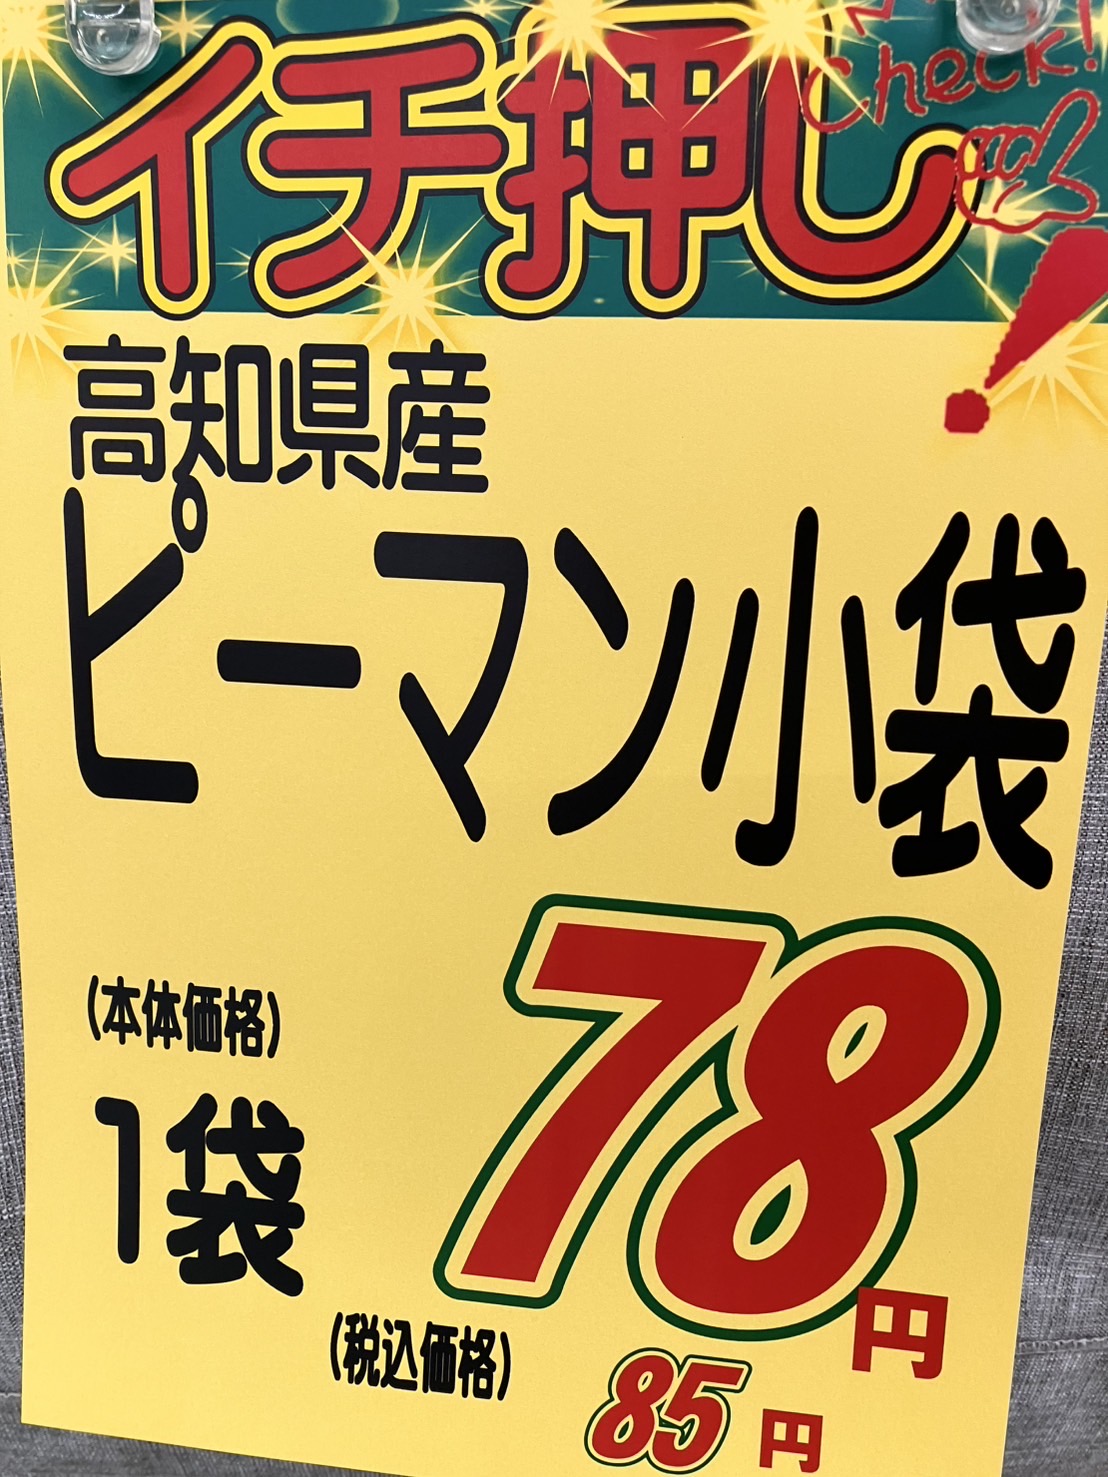 イチ押し
Check!
高知県産
ピーマン小袋
(本体価格)
1袋
78円
(税込価格)
85円